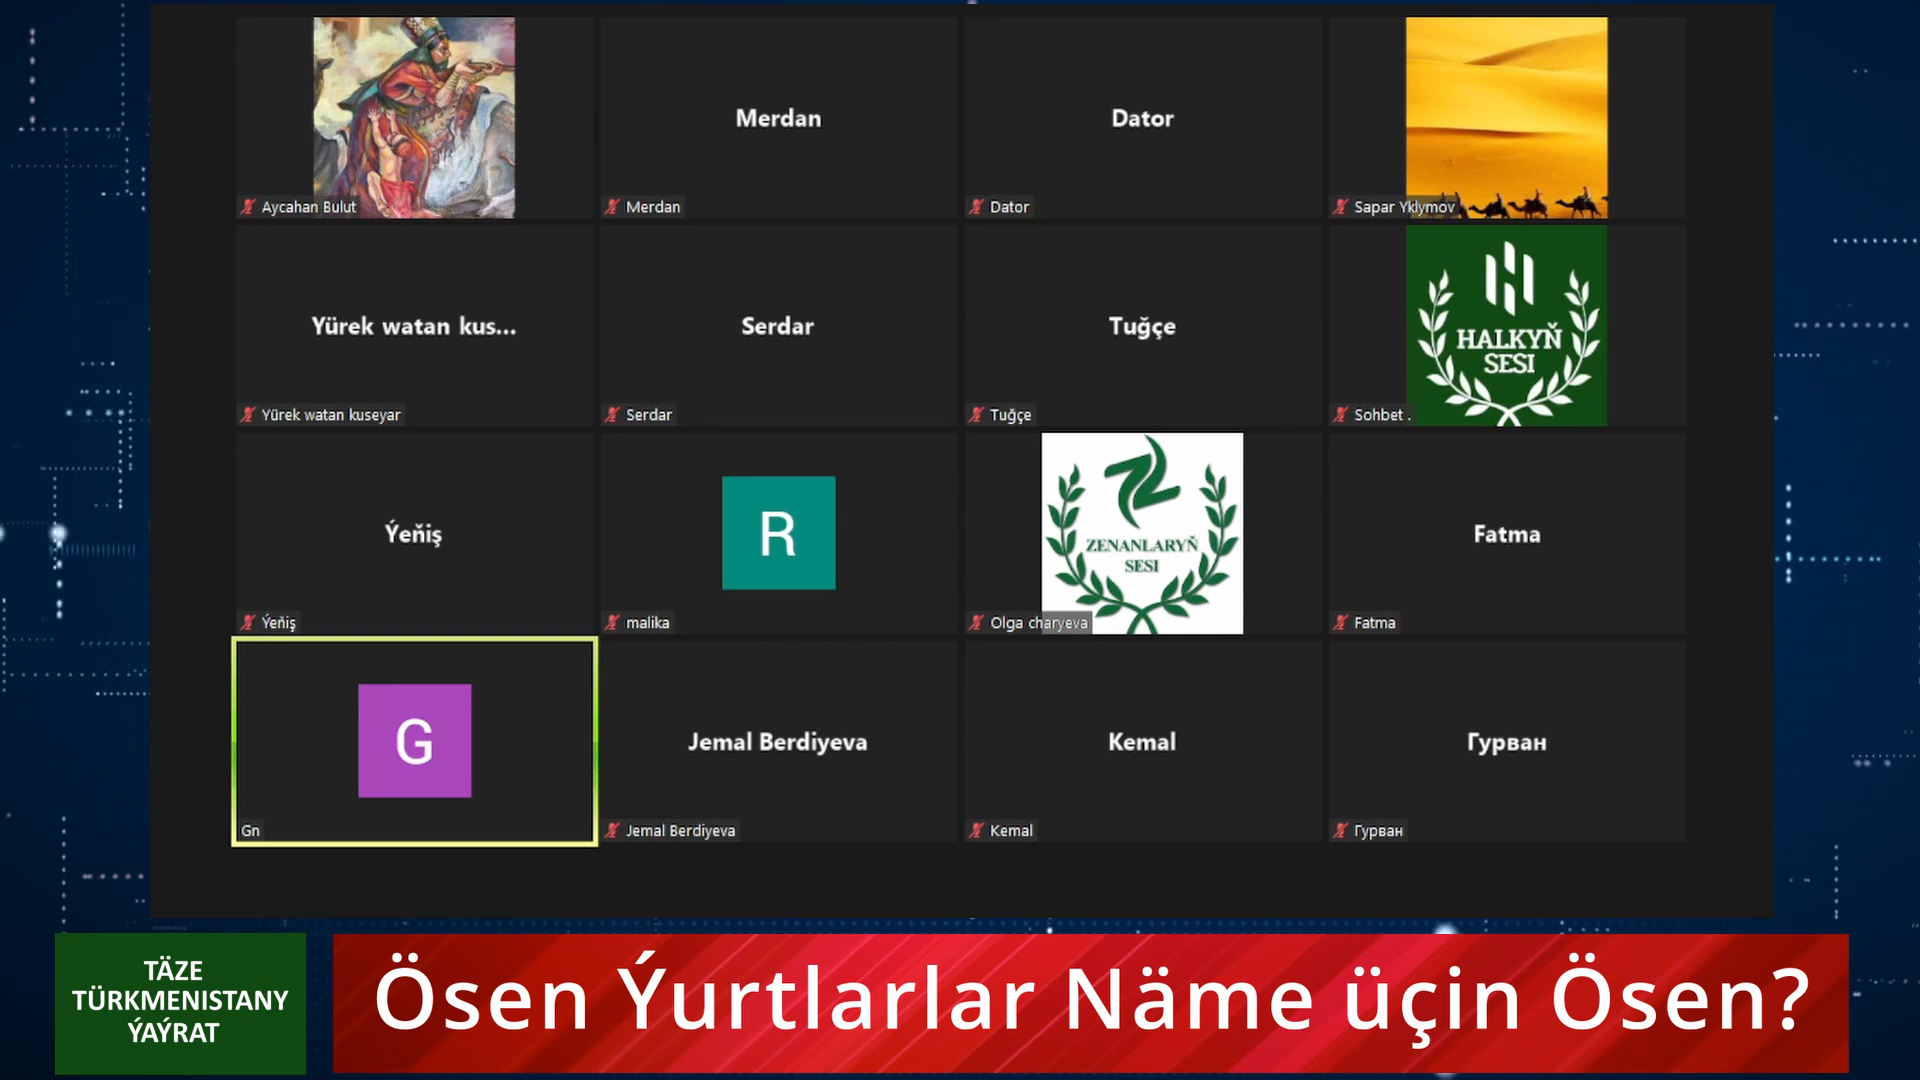 Aycahan Bulut
Merdan
Merdan
Dator
Dator
Sapar Yklymov
Yürek watan kus...
Yürek watan kuseyar
Serdar
Serdar
Tuğçe
Tuğçe
HALKYŇ
SESI
Sohbet .
Ýeňiş
Ýeňiş
R
malika
ZENANLARYŇ
SESI
Olga charyeva
Fatma
Fatma
G
Gn
Jemal Berdiyeva
Jemal Berdiyeva
Kemal
Kemal
Гурван
Гурван
TÄZE
TÜRKMENISTANY
ÝAÝRAT
Ösen Ýurtlarlar Näme üçin Ösen?